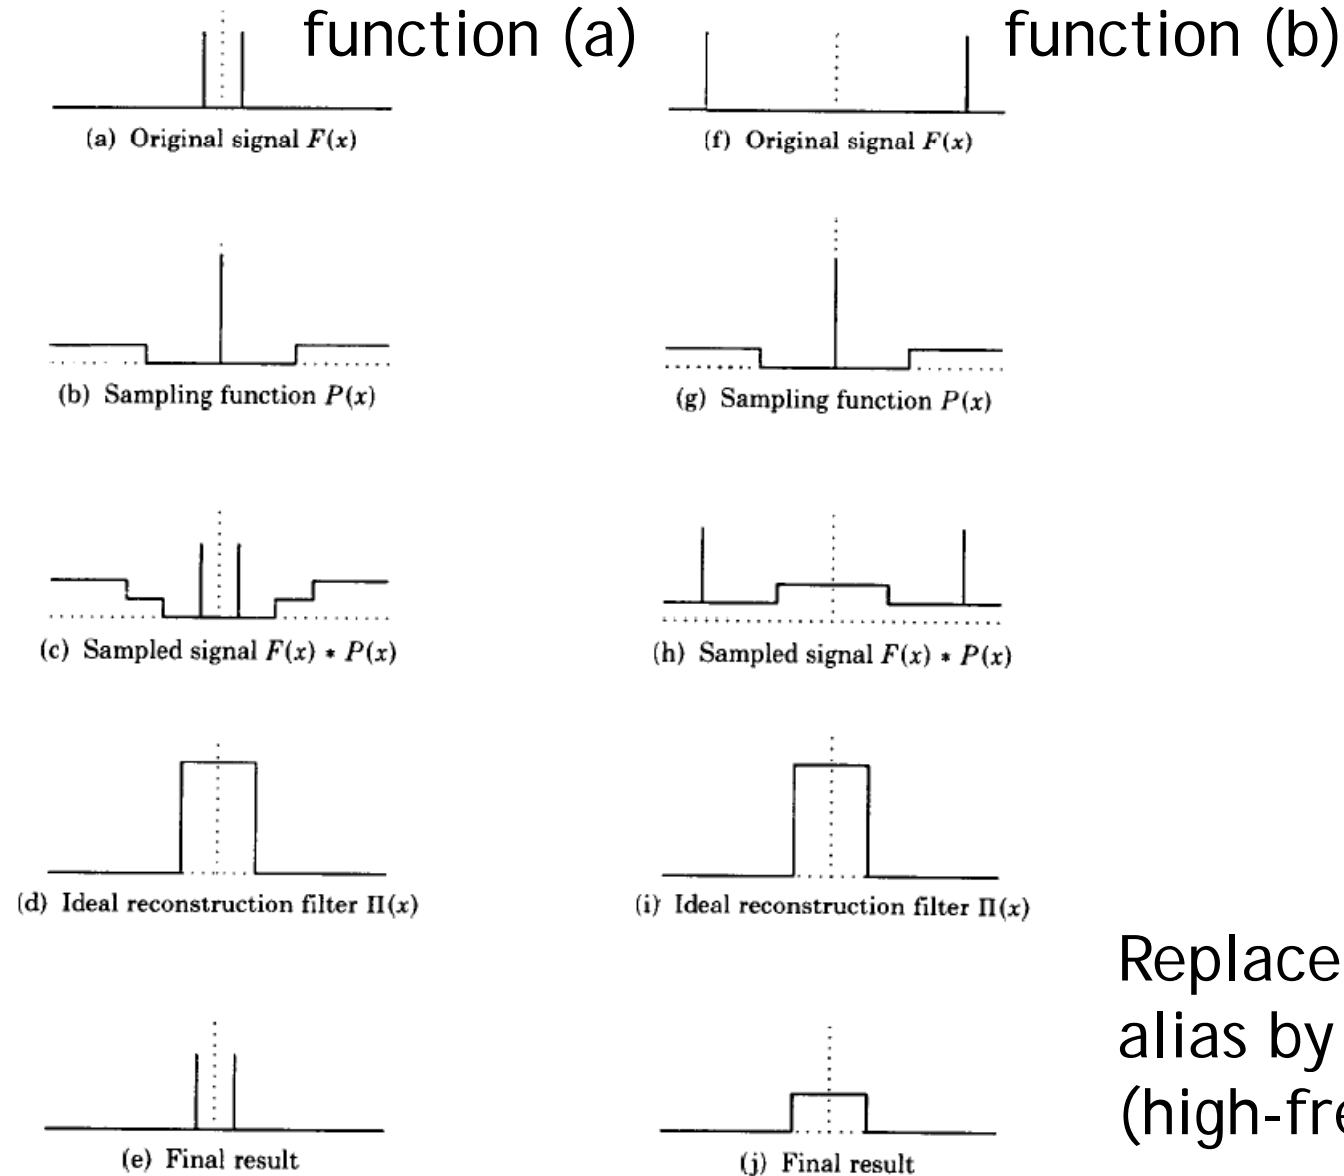 function (a)
function (b)
(a) Original signal F(x)
(f) Original signal F(x)
(b) Sampling function P(x)
(g) Sampling function P(x)
(c) Sampled signal F(x) * P(x)
(h) Sampled signal F(x) * P(x)
(d) Ideal reconstruction filter Π(x)
(i) Ideal reconstruction filter Π(x)
Replace
alias by
(high-fre
(e) Final result
(j) Final result